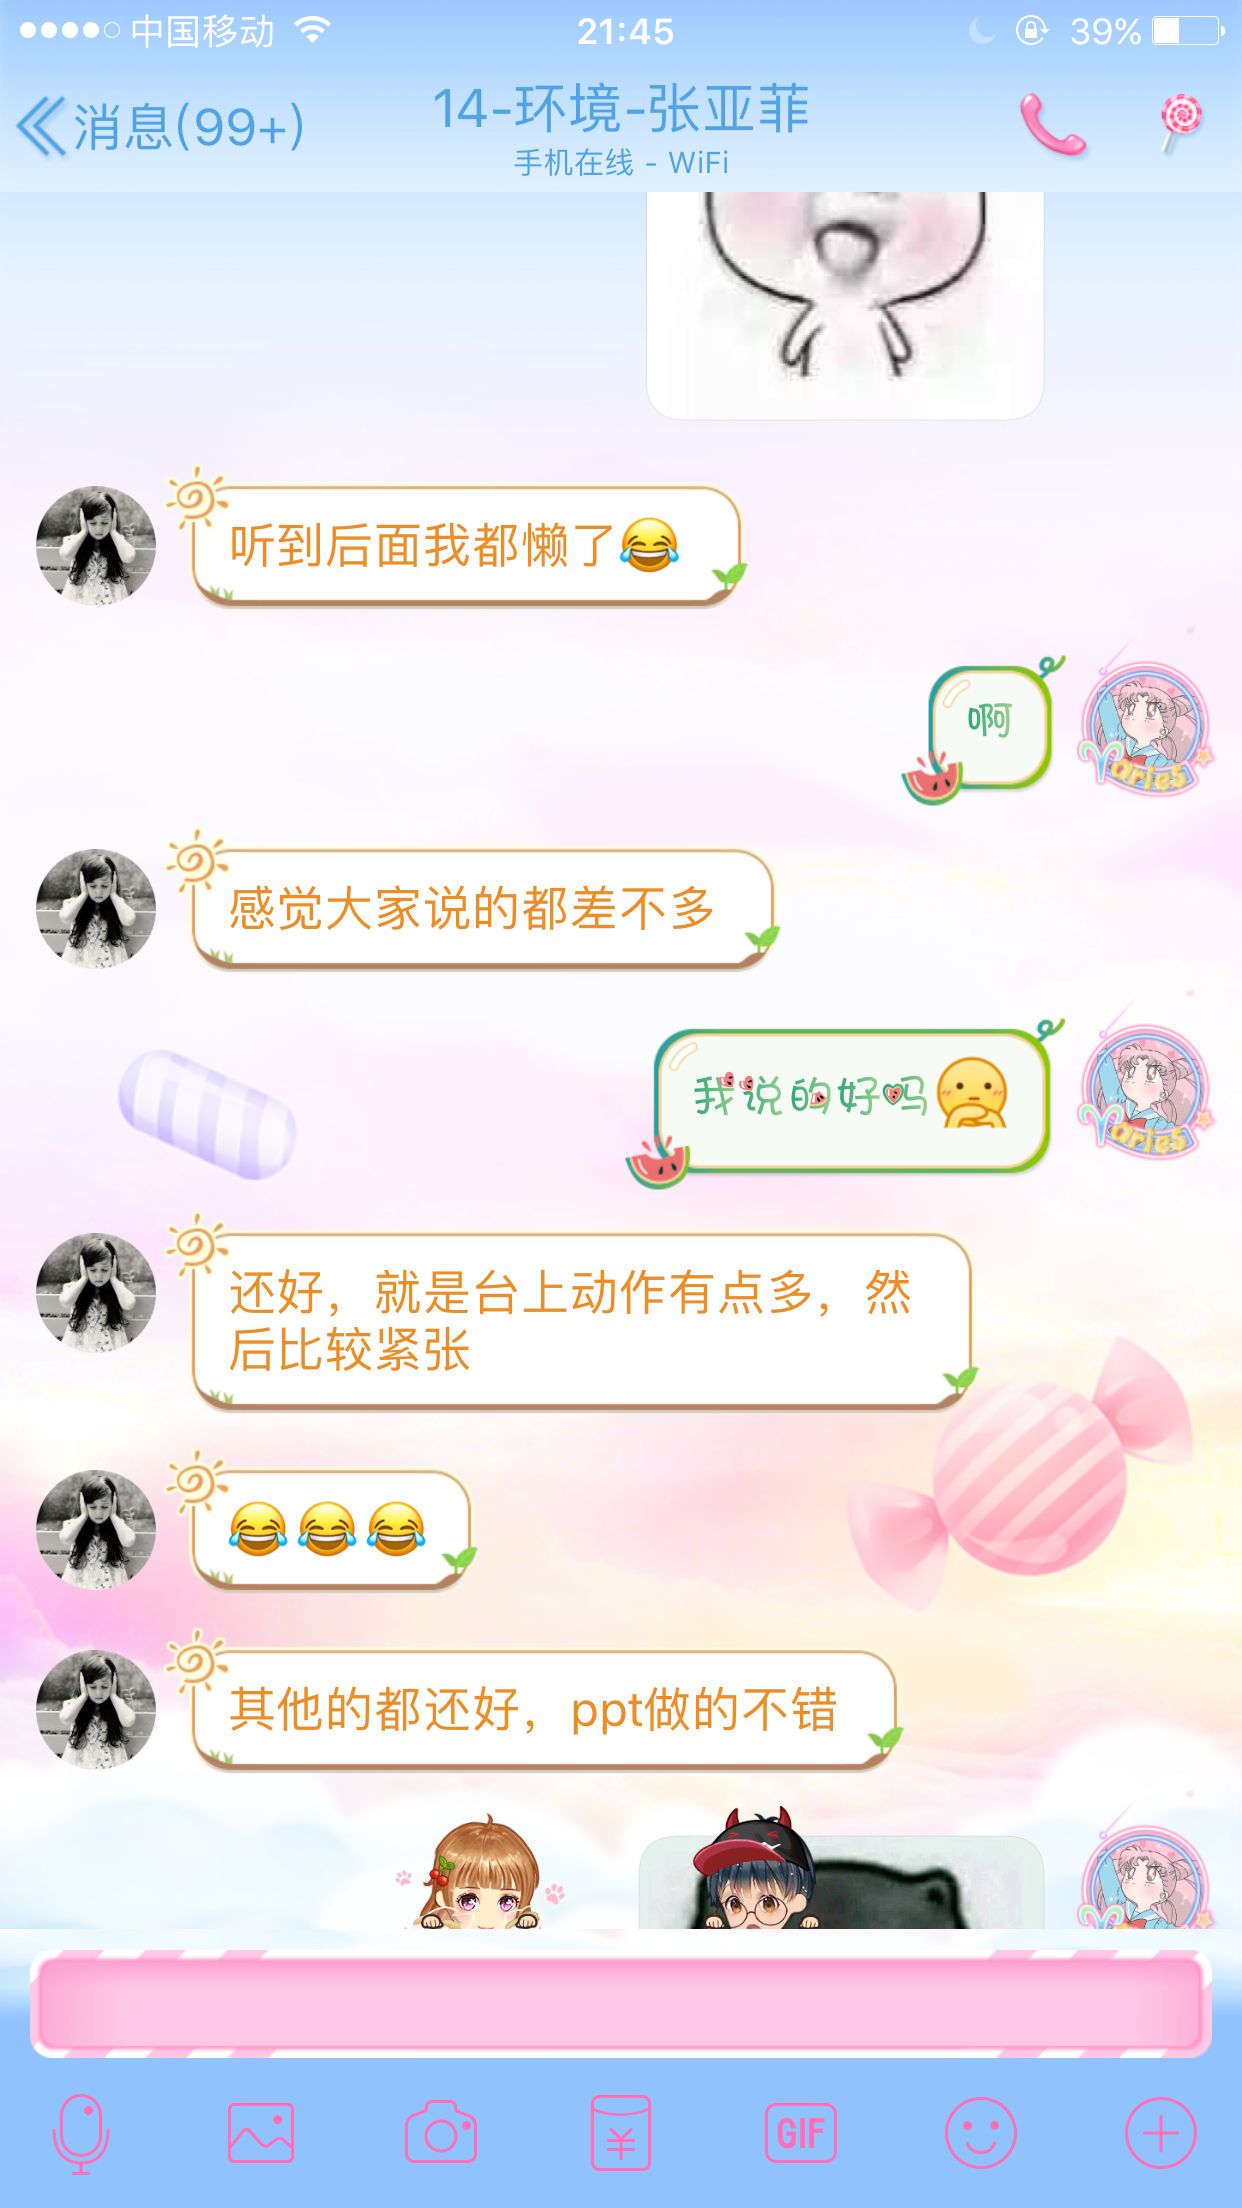 中国移动
21:45
39%
消息(99+)
14-环境-张亚菲
手机在线 - WiFi
听到后面我都懒了😂
啊
aries
感觉大家说的都差不多
我说的好吗🤔
aries
还好，就是台上动作有点多，然
后比较紧张
😂😂😂
其他的都还好，ppt做的不错
GIF